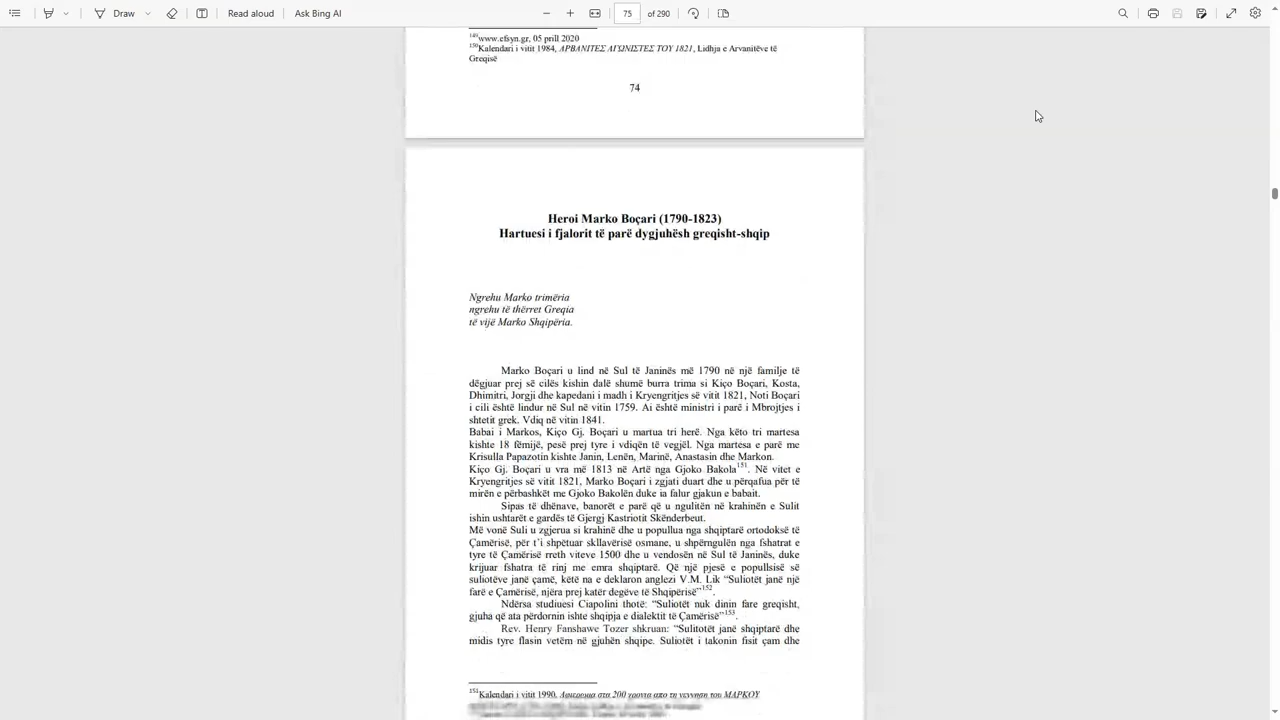 Draw
Read aloud
Ask Bing AI
75
of 290
149www.efsyn.gr, 05 prill 2020
150Kalendari i vitit 1984, ΑΡΒΑΝΙΤΕΣ ΑΓΩΝΙΣΤΕΣ ΤΟΥ 1821, Lidhja e Arvanitëve të
Greqisë
74
Heroi Marko Boçari (1790-1823)
Hartuesi i fjalorit të parë dygjuhësh greqisht-shqip
Ngrehu Marko trimëria
ngrehu të thërret Greqia
të vijë Marko Shqipëria.
Marko Boçari u lind në Sul të Janinës më 1790 në një familje të
dëgjuar prej së cilës kishin dalë shumë burra trima si Kiço Boçari, Kosta,
Dhimitri, Jorgji dhe kapedani i madh i Kryengritjes së vitit 1821, Noti Boçari
i cili është lindur në Sul në vitin 1759. Ai është ministri i parë i Mbrojtjes i
shtetit grek. Vdiq në vitin 1841.
Babai i Markos, Kiço Gj. Boçari u martua tri herë. Nga këto tri martesa
kishte 18 fëmijë, pesë prej tyre i vdiqën të vegjël. Nga martesa e parë me
Krisulla Papazotin kishte Janin, Lenën, Marinë, Anastasin dhe Markon.
Kiço Gj. Boçari u vra më 1813 në Artë nga Gjoko Bakola151. Në vitet e
Kryengritjes së vitit 1821, Marko Boçari i zgjati duart dhe u përqafua për të
mirën e përbashkët me Gjoko Bakolën duke ia falur gjakun e babait.
Sipas të dhënave, banorët e parë që u ngulitën në krahinën e Sulit
ishin ushtarët e gardës të Gjergj Kastriotit Skënderbeut.
Më vonë Suli u zgjerua si krahinë dhe u popullua nga shqiptarë ortodoksë të
Çamërisë, për t’i shpëtuar skllavërisë osmane, u shpërngulën nga fshatrat e
tyre të Çamërisë rreth viteve 1500 dhe u vendosën në Sul të Janinës, duke
krijuar fshatra të rinj me emra shqiptarë. Që një pjesë e popullsisë së
suliotëve janë çamë, këtë na e deklaron anglezi V.M. Lik “Suliotët janë një
farë e Çamërisë, njëra prej katër degëve të Shqipërisë”152.
Ndërsa studiuesi Ciapolini thotë: “Suliotët nuk dinin fare greqisht,
gjuha që ata përdornin ishte shqipja e dialektit të Çamërisë”153.
Rev. Henry Fanshawe Tozer shkruan: “Sulitotët janë shqiptarë dhe
midis tyre flasin vetëm në gjuhën shqipe. Suliotët i takonin fisit çam dhe
151Kalendari i vitit 1990, Αφιερωμα στα 200 χρονια απο τη γεννηση του ΜΑΡΚΟΥ